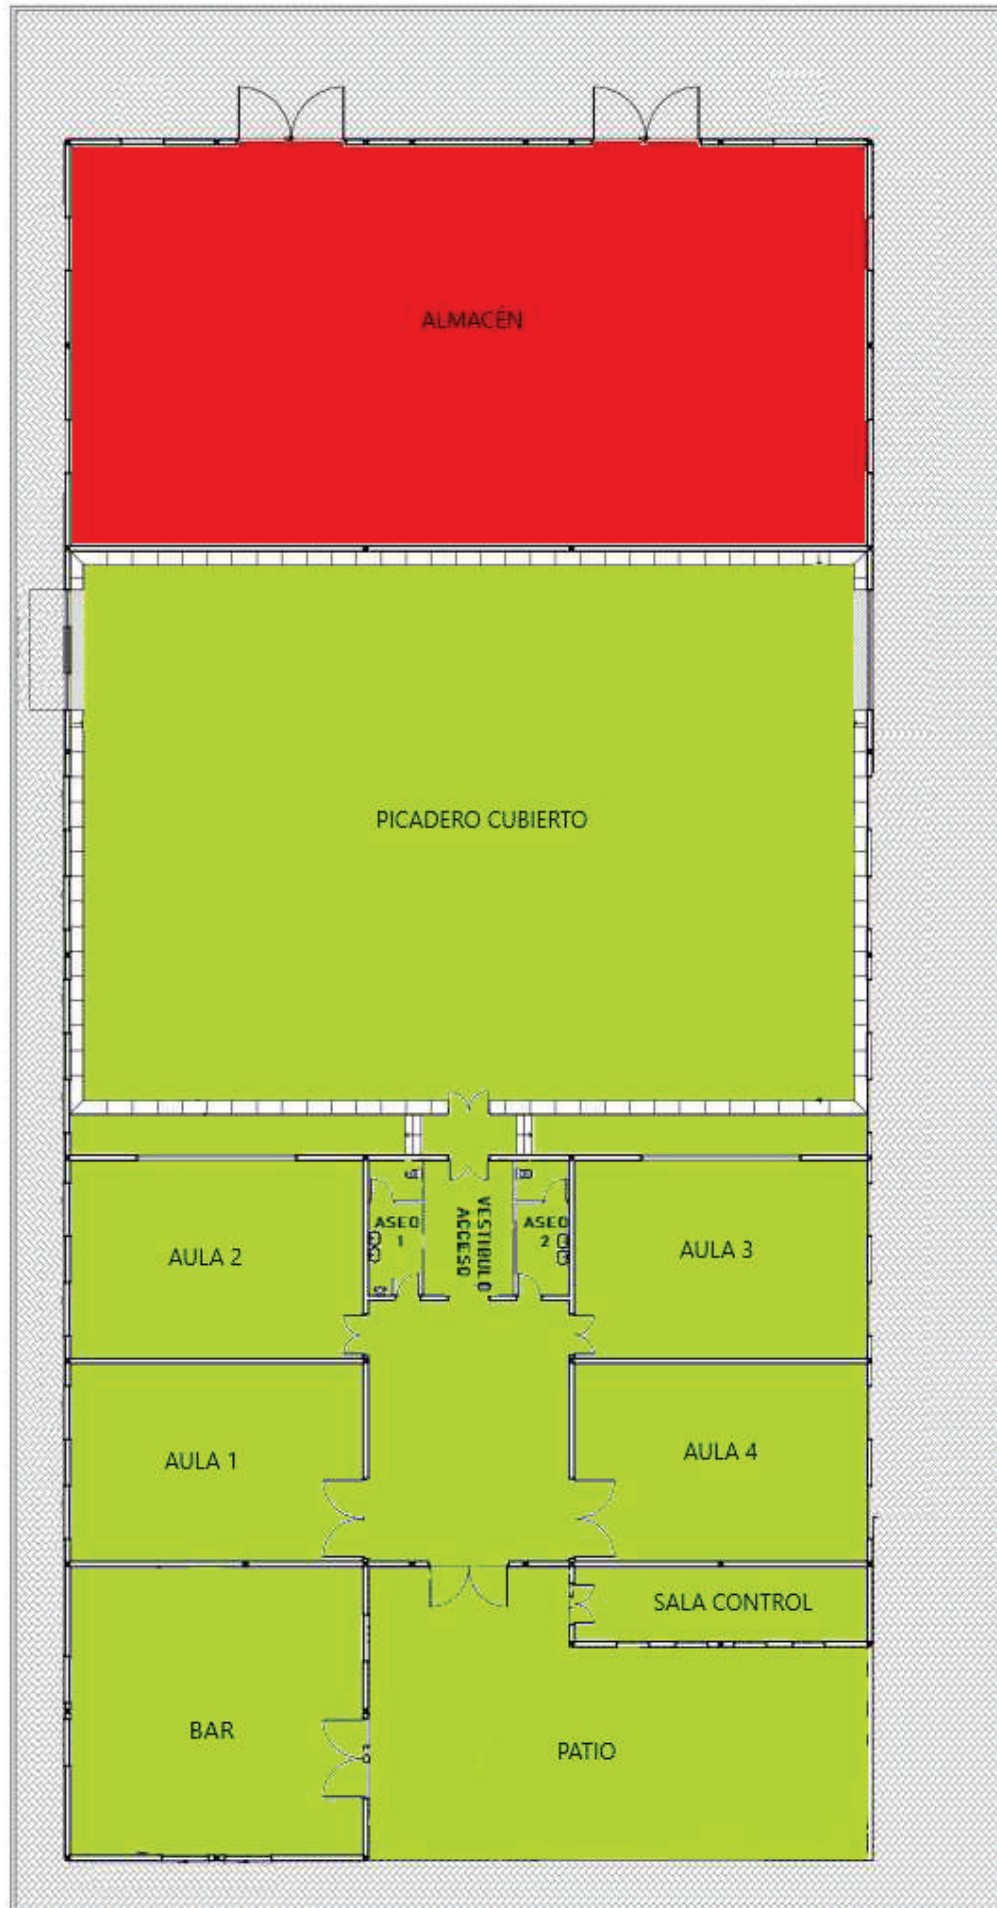 ALMACÉN
PICADERO CUBIERTO
ASEO
1
VESTIBULO
ACCESO
ASEO
2
AULA 2
AULA 3
AULA 1
AULA 4
SALA CONTROL
BAR
PATIO